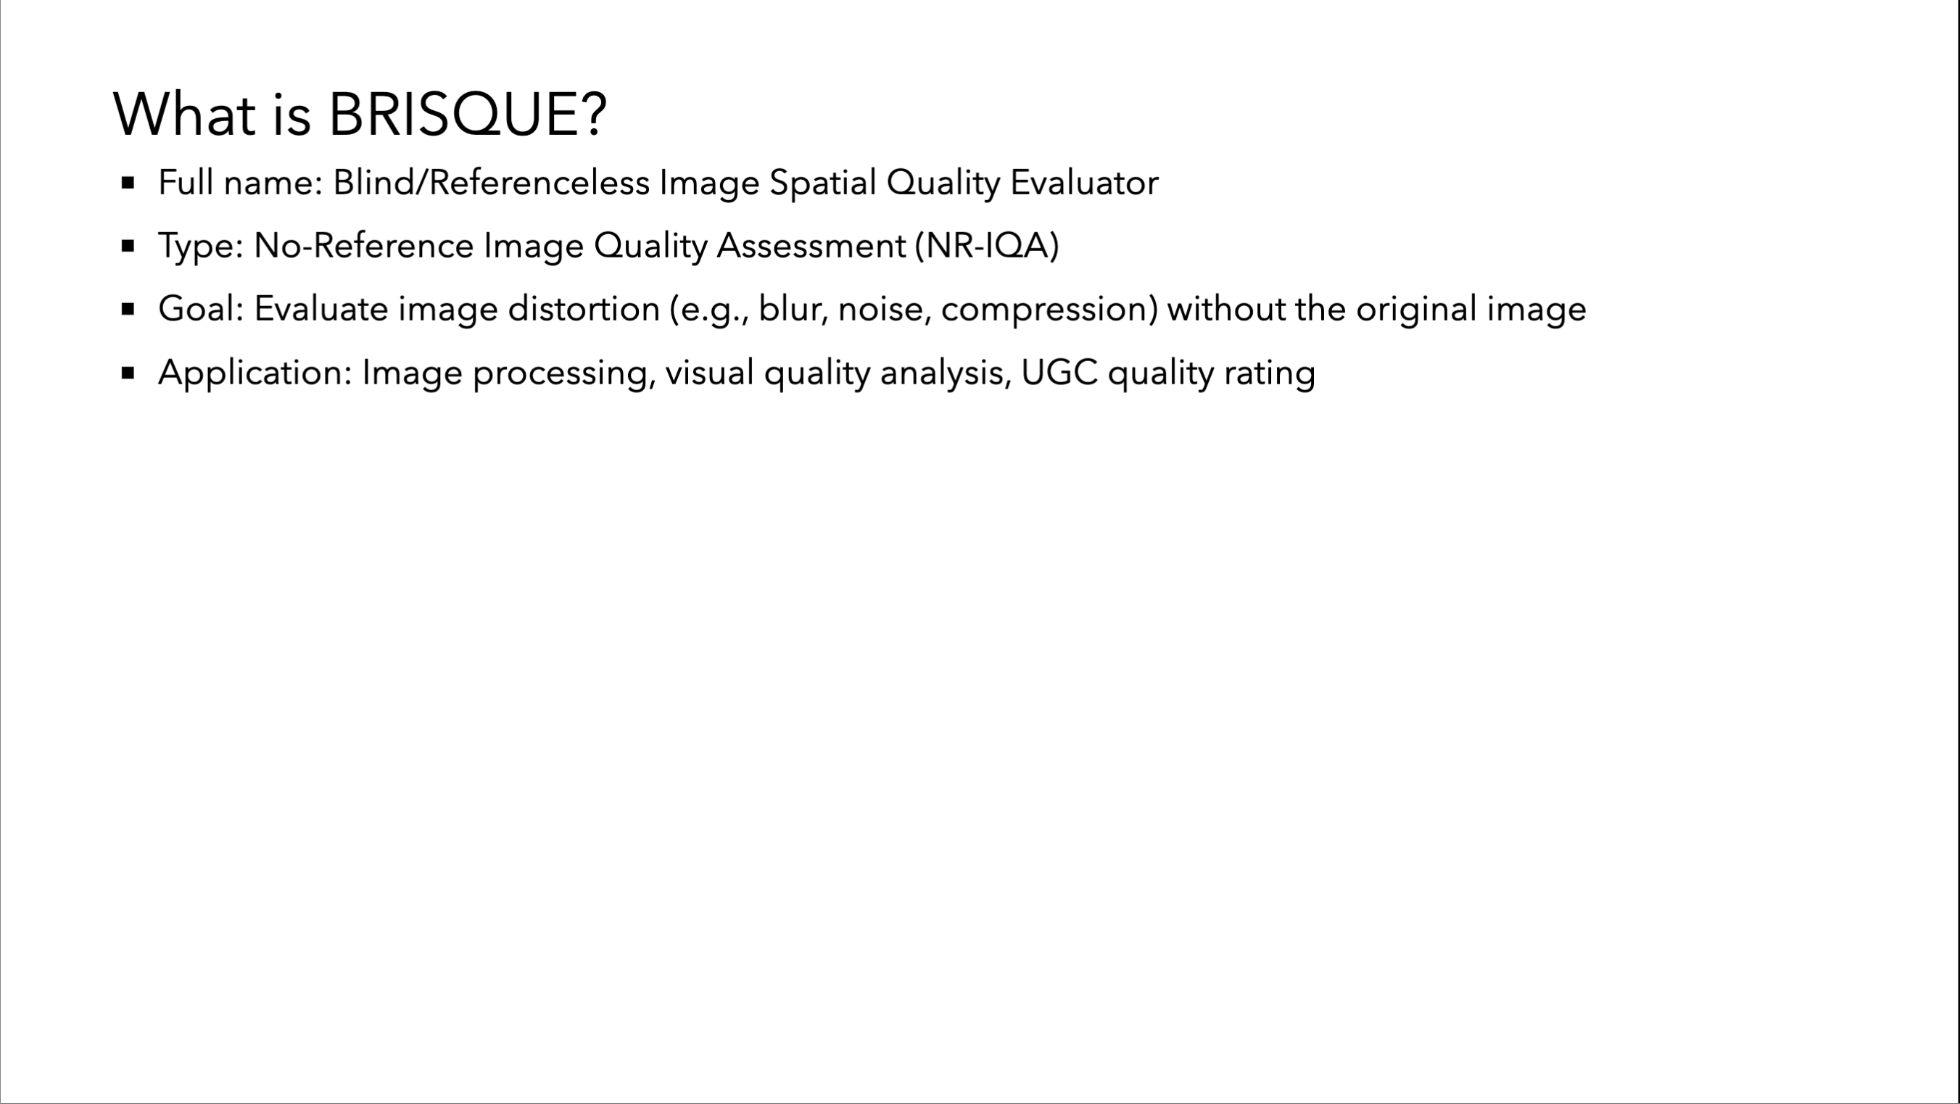 What is BRISQUE?
▪ Full name: Blind/Referenceless Image Spatial Quality Evaluator
▪ Type: No-Reference Image Quality Assessment (NR-IQA)
▪ Goal: Evaluate image distortion (e.g., blur, noise, compression) without the original image
▪ Application: Image processing, visual quality analysis, UGC quality rating